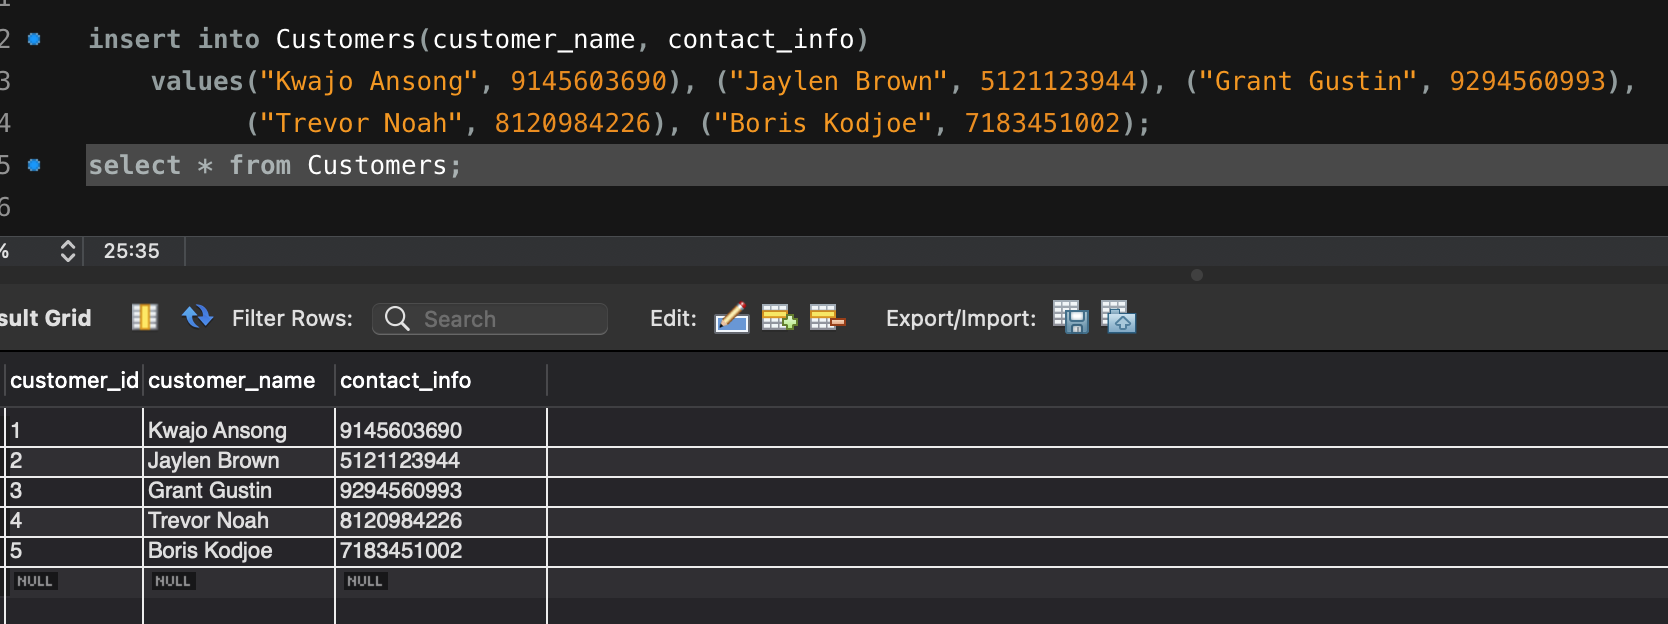 2 insert into Customers(customer_name, contact_info)
3 values("Kwajo Ansong", 9145603690), ("Jaylen Brown", 5121123944), ("Grant Gustin", 9294560993),
4 ("Trevor Noah", 8120984226), ("Boris Kodjoe", 7183451002);
5 select * from Customers;
6
% 25:35
sult Grid Filter Rows: Search Edit: Export/Import:
customer_id customer_name contact_info
1 Kwajo Ansong 9145603690
2 Jaylen Brown 5121123944
3 Grant Gustin 9294560993
4 Trevor Noah 8120984226
5 Boris Kodjoe 7183451002
NULL NULL NULL